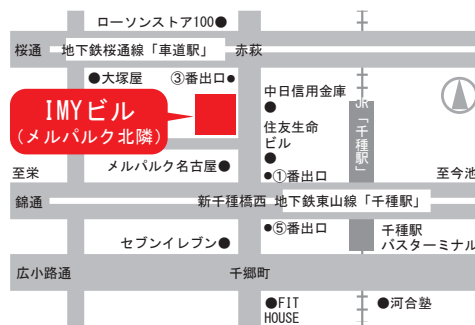 ローソンストア100●
桜通
地下鉄桜通線「車道駅」
赤萩
●大塚屋
③番出口●
中日信用金庫
●
IMYビル
(メルパルク北隣)
住友生命
ビル
●
JR「千種駅」
メルパルク名古屋●
●①番出口
至栄
至今池
錦通
新千種橋西
地下鉄東山線「千種駅」
●⑤番出口
セブンイレブン●
千種駅
バスターミナル
広小路通
千郷町
●FIT
HOUSE
●河合塾